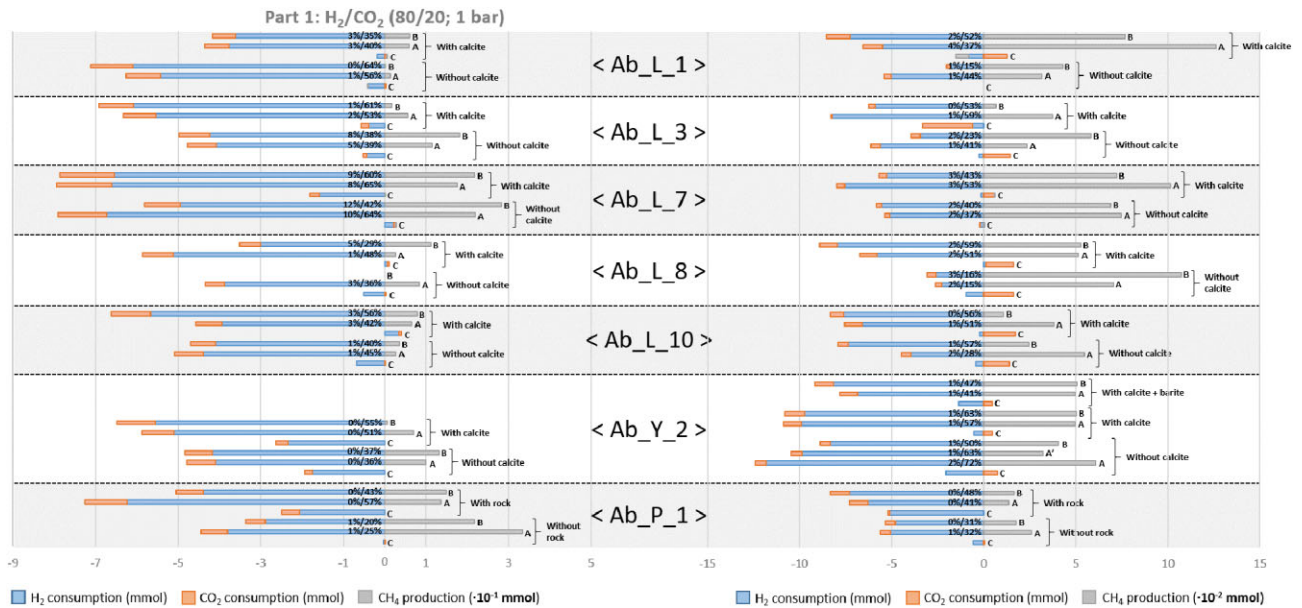 Part 1: H₂/CO₂ (80/20; 1 bar)
3%/35% B
3%/40% A With calcite
C
0%/64% B
1%/56% A Without calcite
C
< Ab_L_1 >
2%/52% B
4%/37% A With calcite
C
1%/15% B
1%/44% A Without calcite
C
1%/61% B
2%/53% A With calcite
C
8%/38% B
5%/39% A Without calcite
C
< Ab_L_3 >
0%/53% B
1%/59% A With calcite
C
2%/23% B
1%/41% A Without calcite
C
9%/60% B
8%/65% A With calcite
C
12%/42% B
10%/64% A Without calcite
C
< Ab_L_7 >
3%/43% B
3%/53% A With calcite
C
2%/40% B
2%/37% A Without calcite
C
5%/29% B
1%/48% A With calcite
C
B
3%/36% A Without calcite
C
< Ab_L_8 >
2%/59% B
2%/51% A With calcite
C
3%/16% B
2%/15% A Without calcite
C
3%/56% B
3%/42% A With calcite
C
1%/40% B
1%/45% A Without calcite
C
< Ab_L_10 >
0%/56% B
1%/51% A With calcite
C
1%/57% B
2%/28% A Without calcite
C
0%/55% B
0%/51% A With calcite
C
0%/37% B
0%/36% A Without calcite
C
< Ab_Y_2 >
1%/47% B
1%/41% A With calcite + barite
C
1%/63% B
1%/57% A With calcite
C
1%/50% B
1%/63% A'
2%/72% A Without calcite
C
0%/43% B
0%/57% A With rock
C
1%/20% B
1%/25% A Without rock
C
< Ab_P_1 >
0%/48% B
0%/41% A With rock
C
0%/31% B
1%/32% A Without rock
C
-9 -7 -5 -3 -1 0 1 3 5
-15 -10 -5 0 5 10 15
H₂ consumption (mmol) CO₂ consumption (mmol) CH₄ production (·10⁻¹ mmol)
H₂ consumption (mmol) CO₂ consumption (mmol) CH₄ production (·10⁻² mmol)